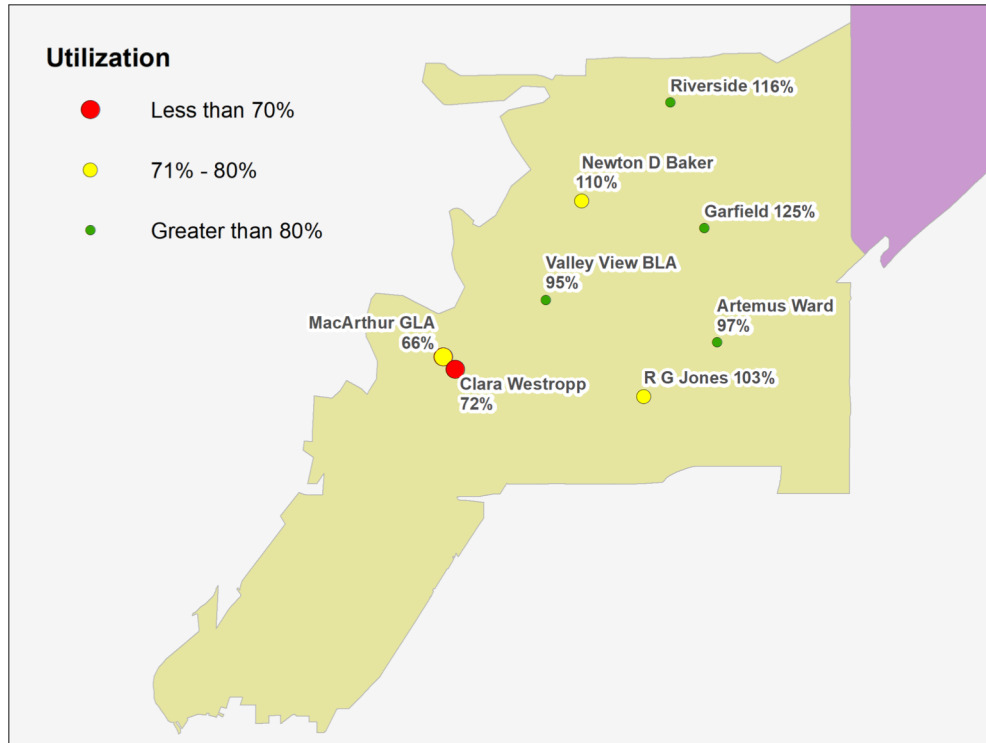 Utilization
Less than 70%
71% - 80%
Greater than 80%
Riverside 116%
Newton D Baker
110%
Garfield 125%
Valley View BLA
95%
Artemus Ward
97%
MacArthur GLA
66%
Clara Westropp
72%
R G Jones 103%